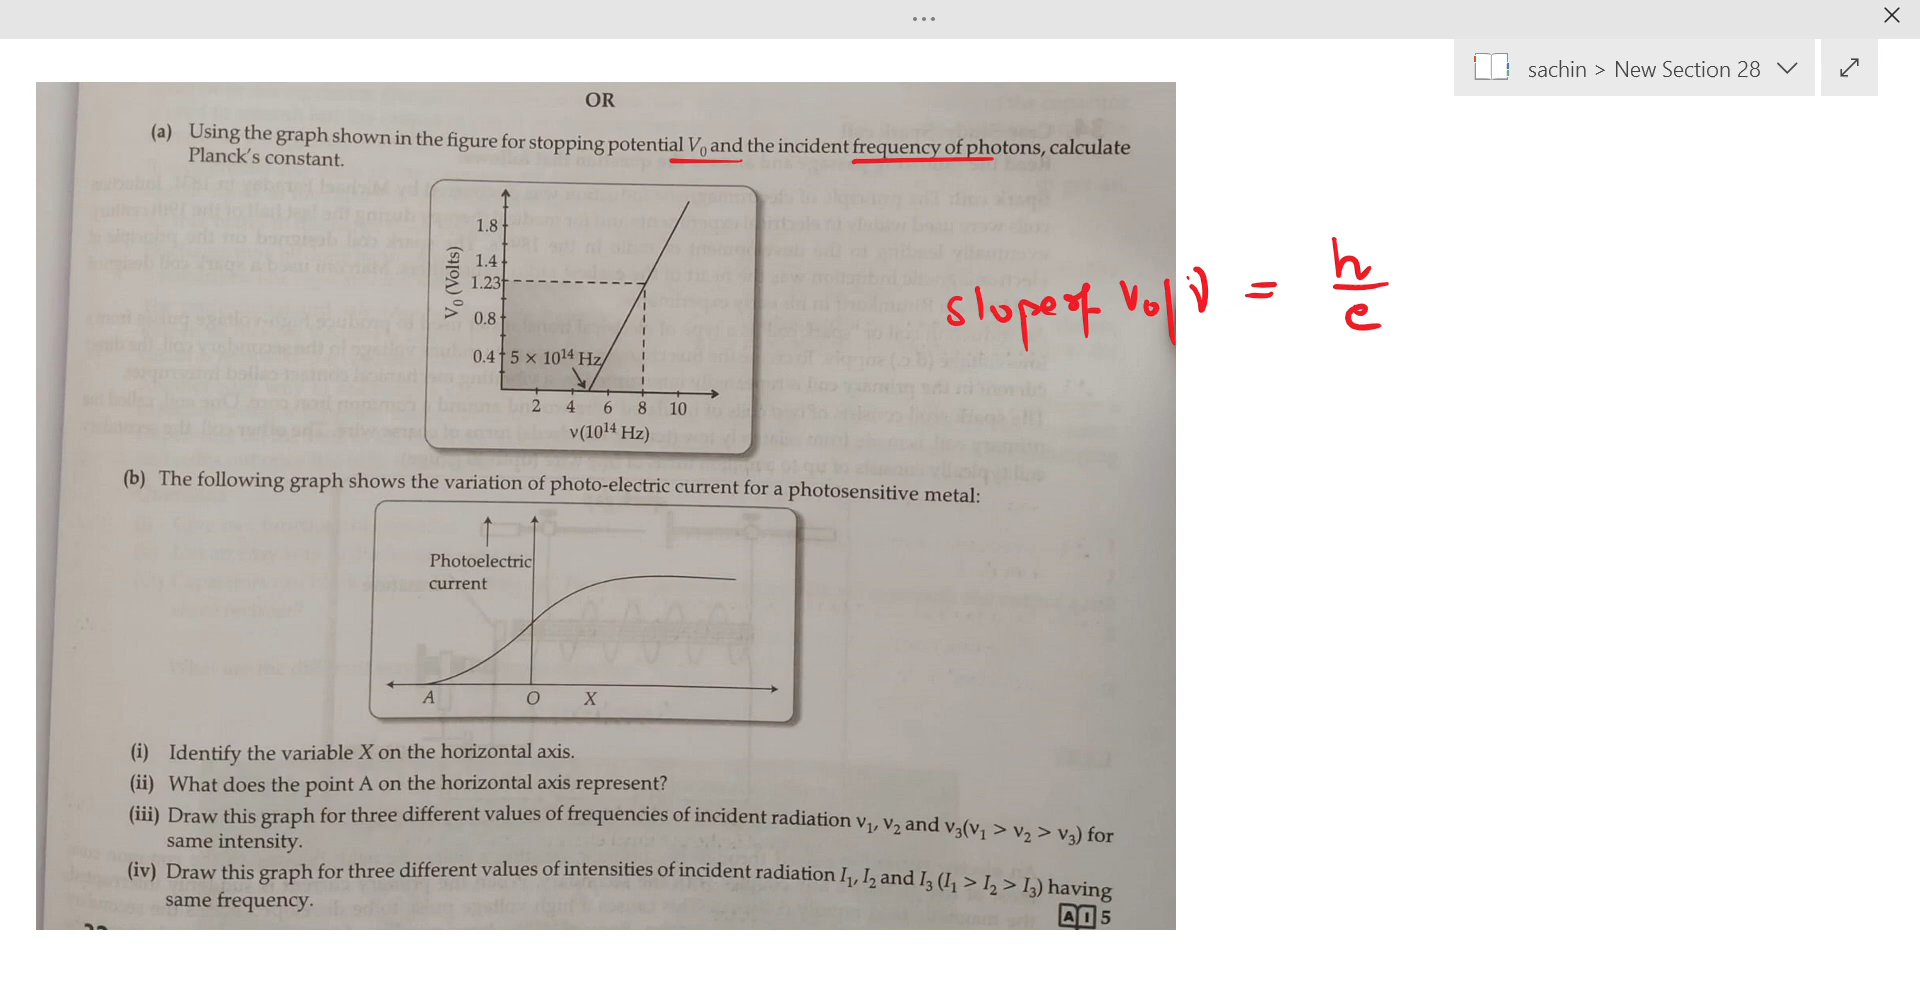 sachin > New Section 28
OR
(a) Using the graph shown in the figure for stopping potential V₀ and the incident frequency of photons, calculate
Planck's constant.
V₀ (Volts)
1.8
1.4
1.23
0.8
0.4
5 × 10¹⁴ Hz
2 4 6 8 10
ν(10¹⁴ Hz)
slope of V₀/ν = h/e
(b) The following graph shows the variation of photo-electric current for a photosensitive metal:
Photoelectric
current
A O X
(i) Identify the variable X on the horizontal axis.
(ii) What does the point A on the horizontal axis represent?
(iii) Draw this graph for three different values of frequencies of incident radiation ν₁, ν₂ and ν₃(ν₁ > ν₂ > ν₃) for
same intensity.
(iv) Draw this graph for three different values of intensities of incident radiation I₁, I₂ and I₃ (I₁ > I₂ > I₃) having
same frequency.
AI 5